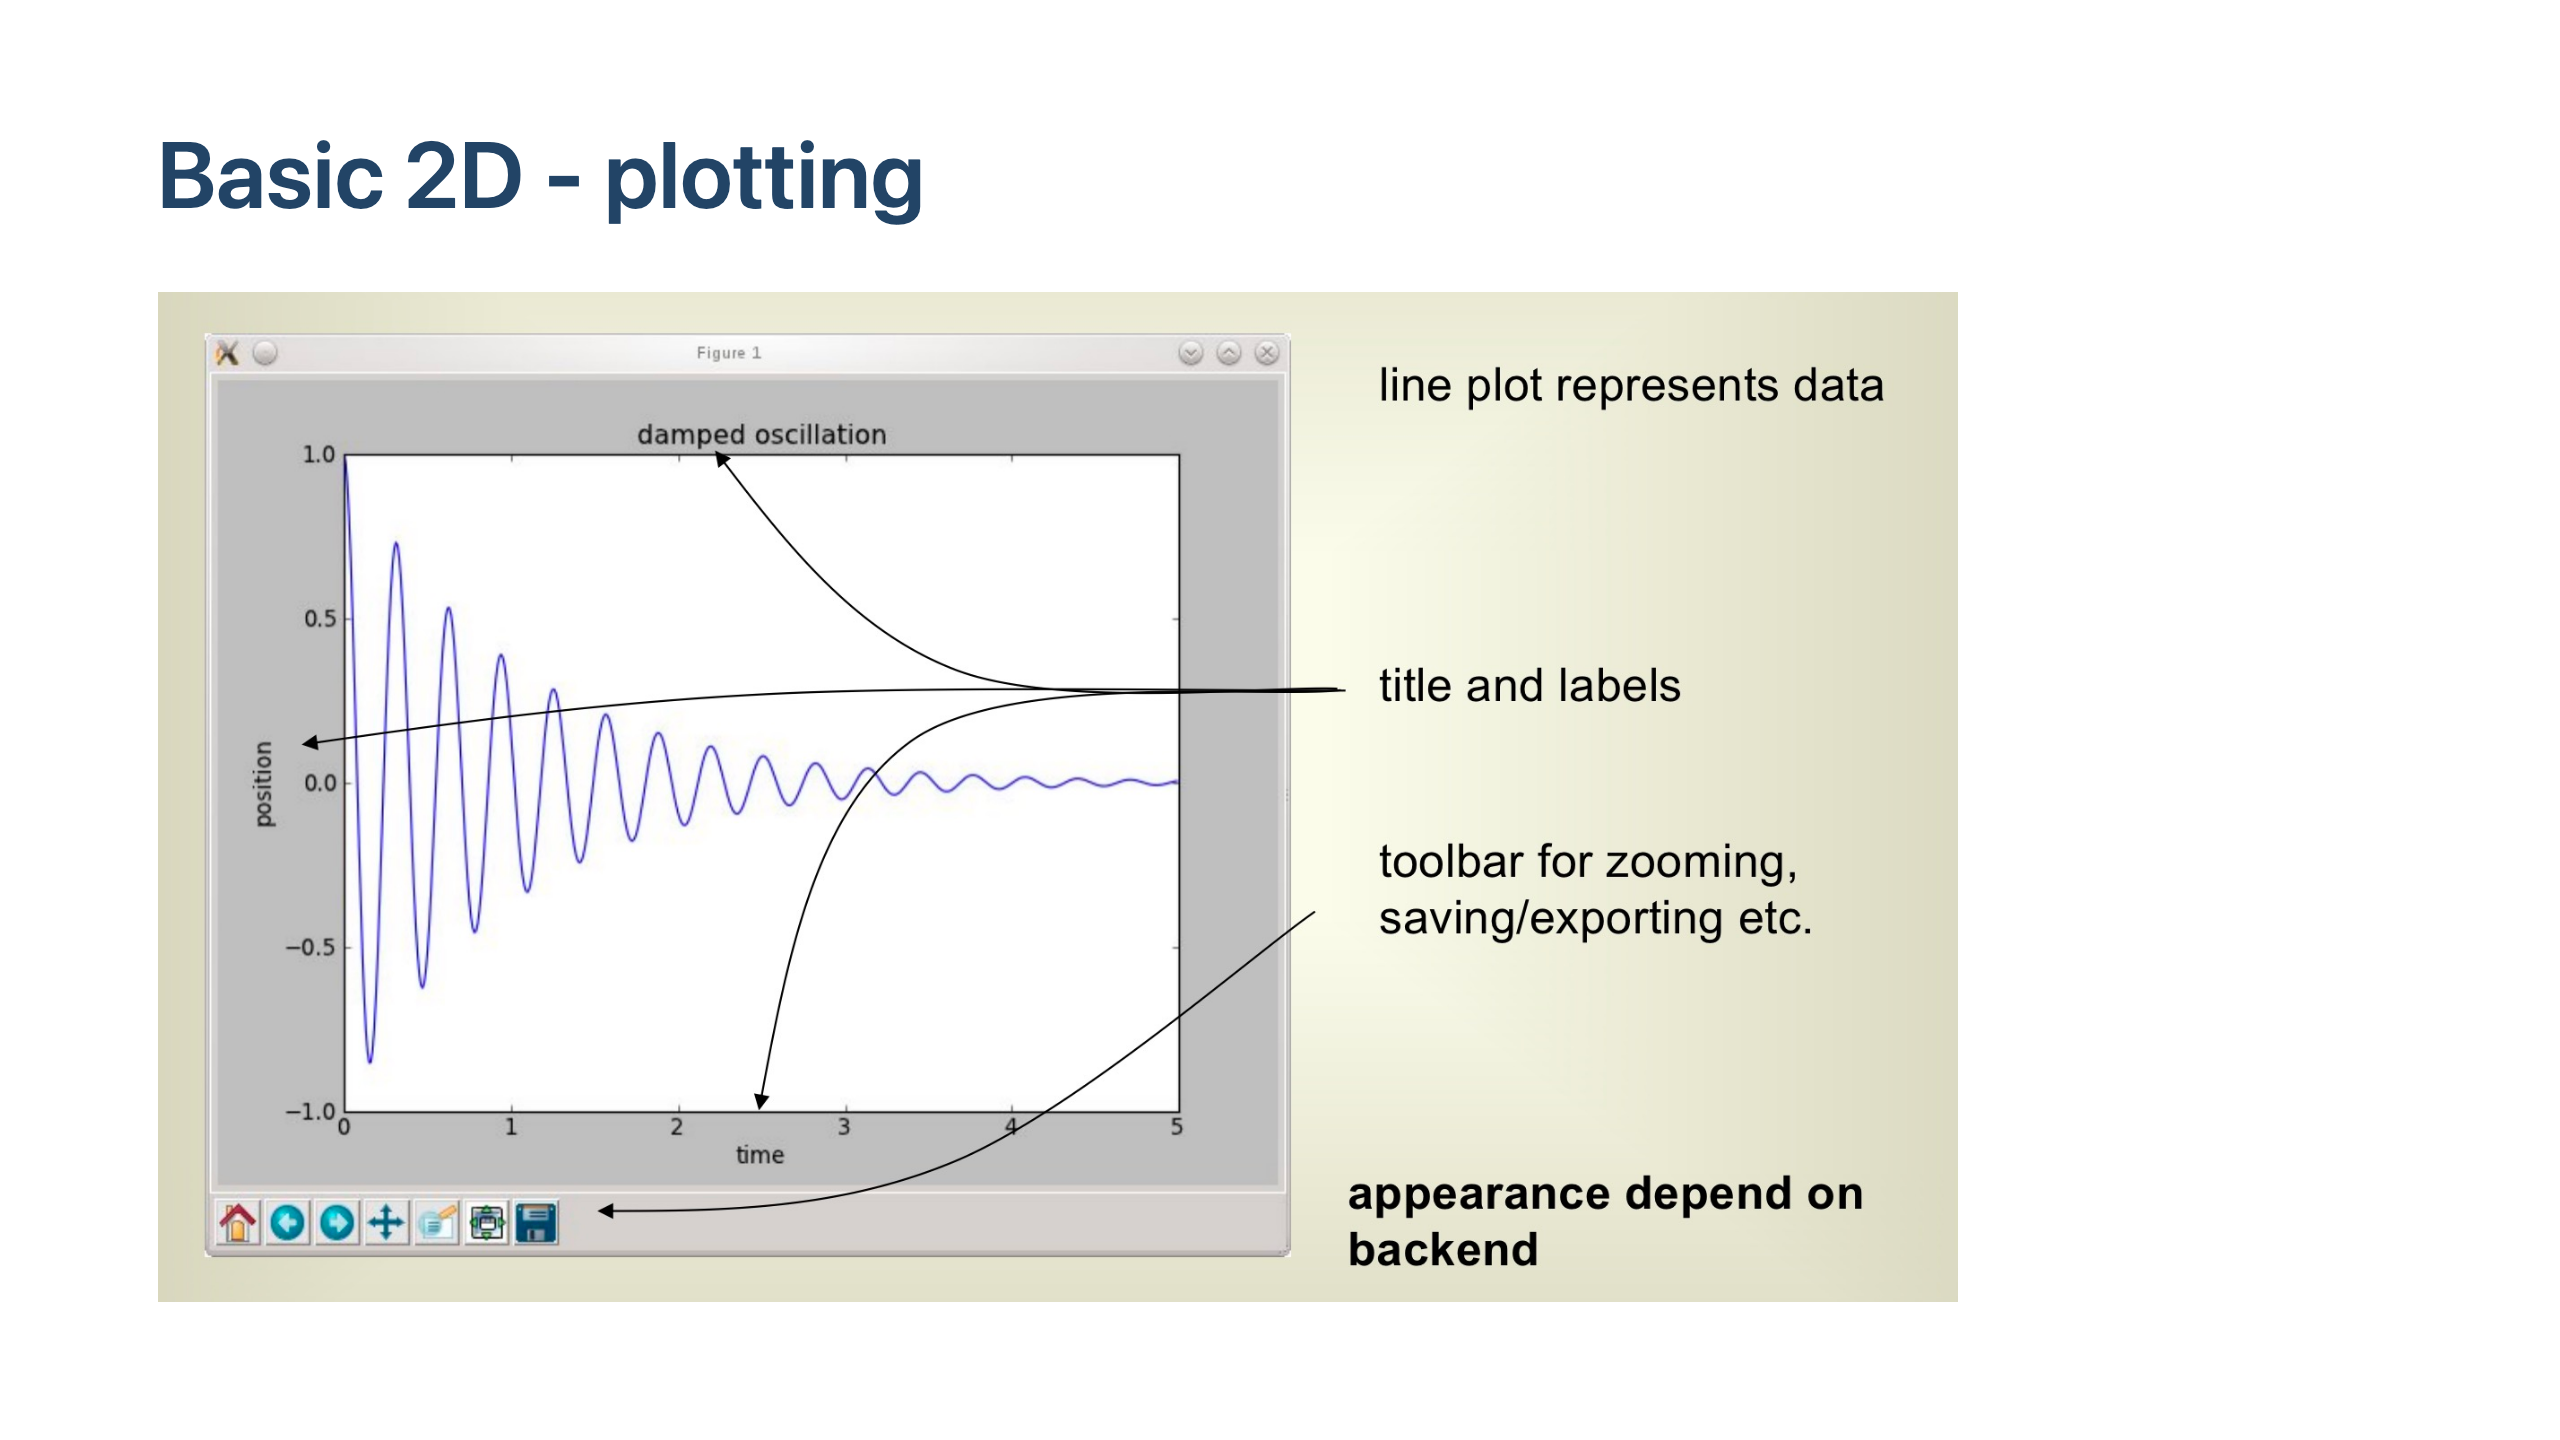 Basic 2D - plotting
Figure 1
line plot represents data
damped oscillation
1.0
0.5
0.0
−0.5
−1.0
position
0 1 2 3 4 5
time
title and labels
toolbar for zooming,
saving/exporting etc.
appearance depend on
backend